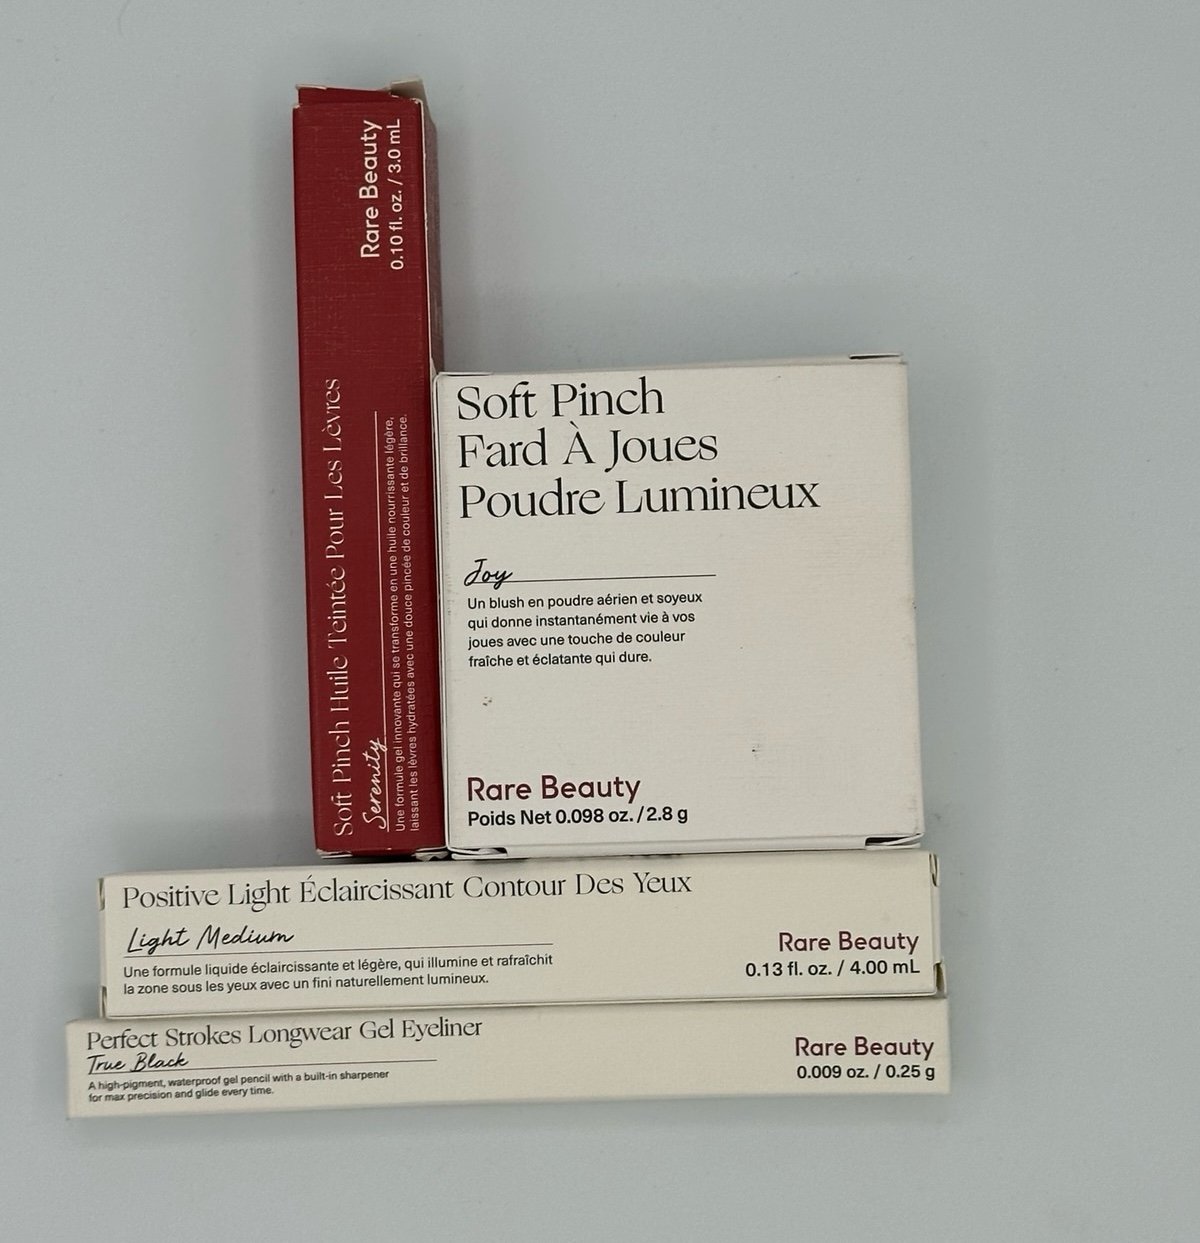 Soft Pinch Huile Teintée Pour Les Lèvres
Serenity
Une formule gel innovante qui se transforme en une huile nourrissante légère,
laissant les lèvres hydratées avec une douce pincée de couleur et de brillance.
Rare Beauty
0.10 fl. oz. / 3.0 mL
Soft Pinch
Fard À Joues
Poudre Lumineux
Joy
Un blush en poudre aérien et soyeux
qui donne instantanément vie à vos
joues avec une touche de couleur
fraîche et éclatante qui dure.
Rare Beauty
Poids Net 0.098 oz. / 2.8 g
Positive Light Éclaircissant Contour Des Yeux
Light Medium
Une formule liquide éclaircissante et légère, qui illumine et rafraîchit
la zone sous les yeux avec un fini naturellement lumineux.
Rare Beauty
0.13 fl. oz. / 4.00 mL
Perfect Strokes Longwear Gel Eyeliner
True Black
A high-pigment, waterproof gel pencil with a built-in sharpener
for max precision and glide every time.
Rare Beauty
0.009 oz. / 0.25 g